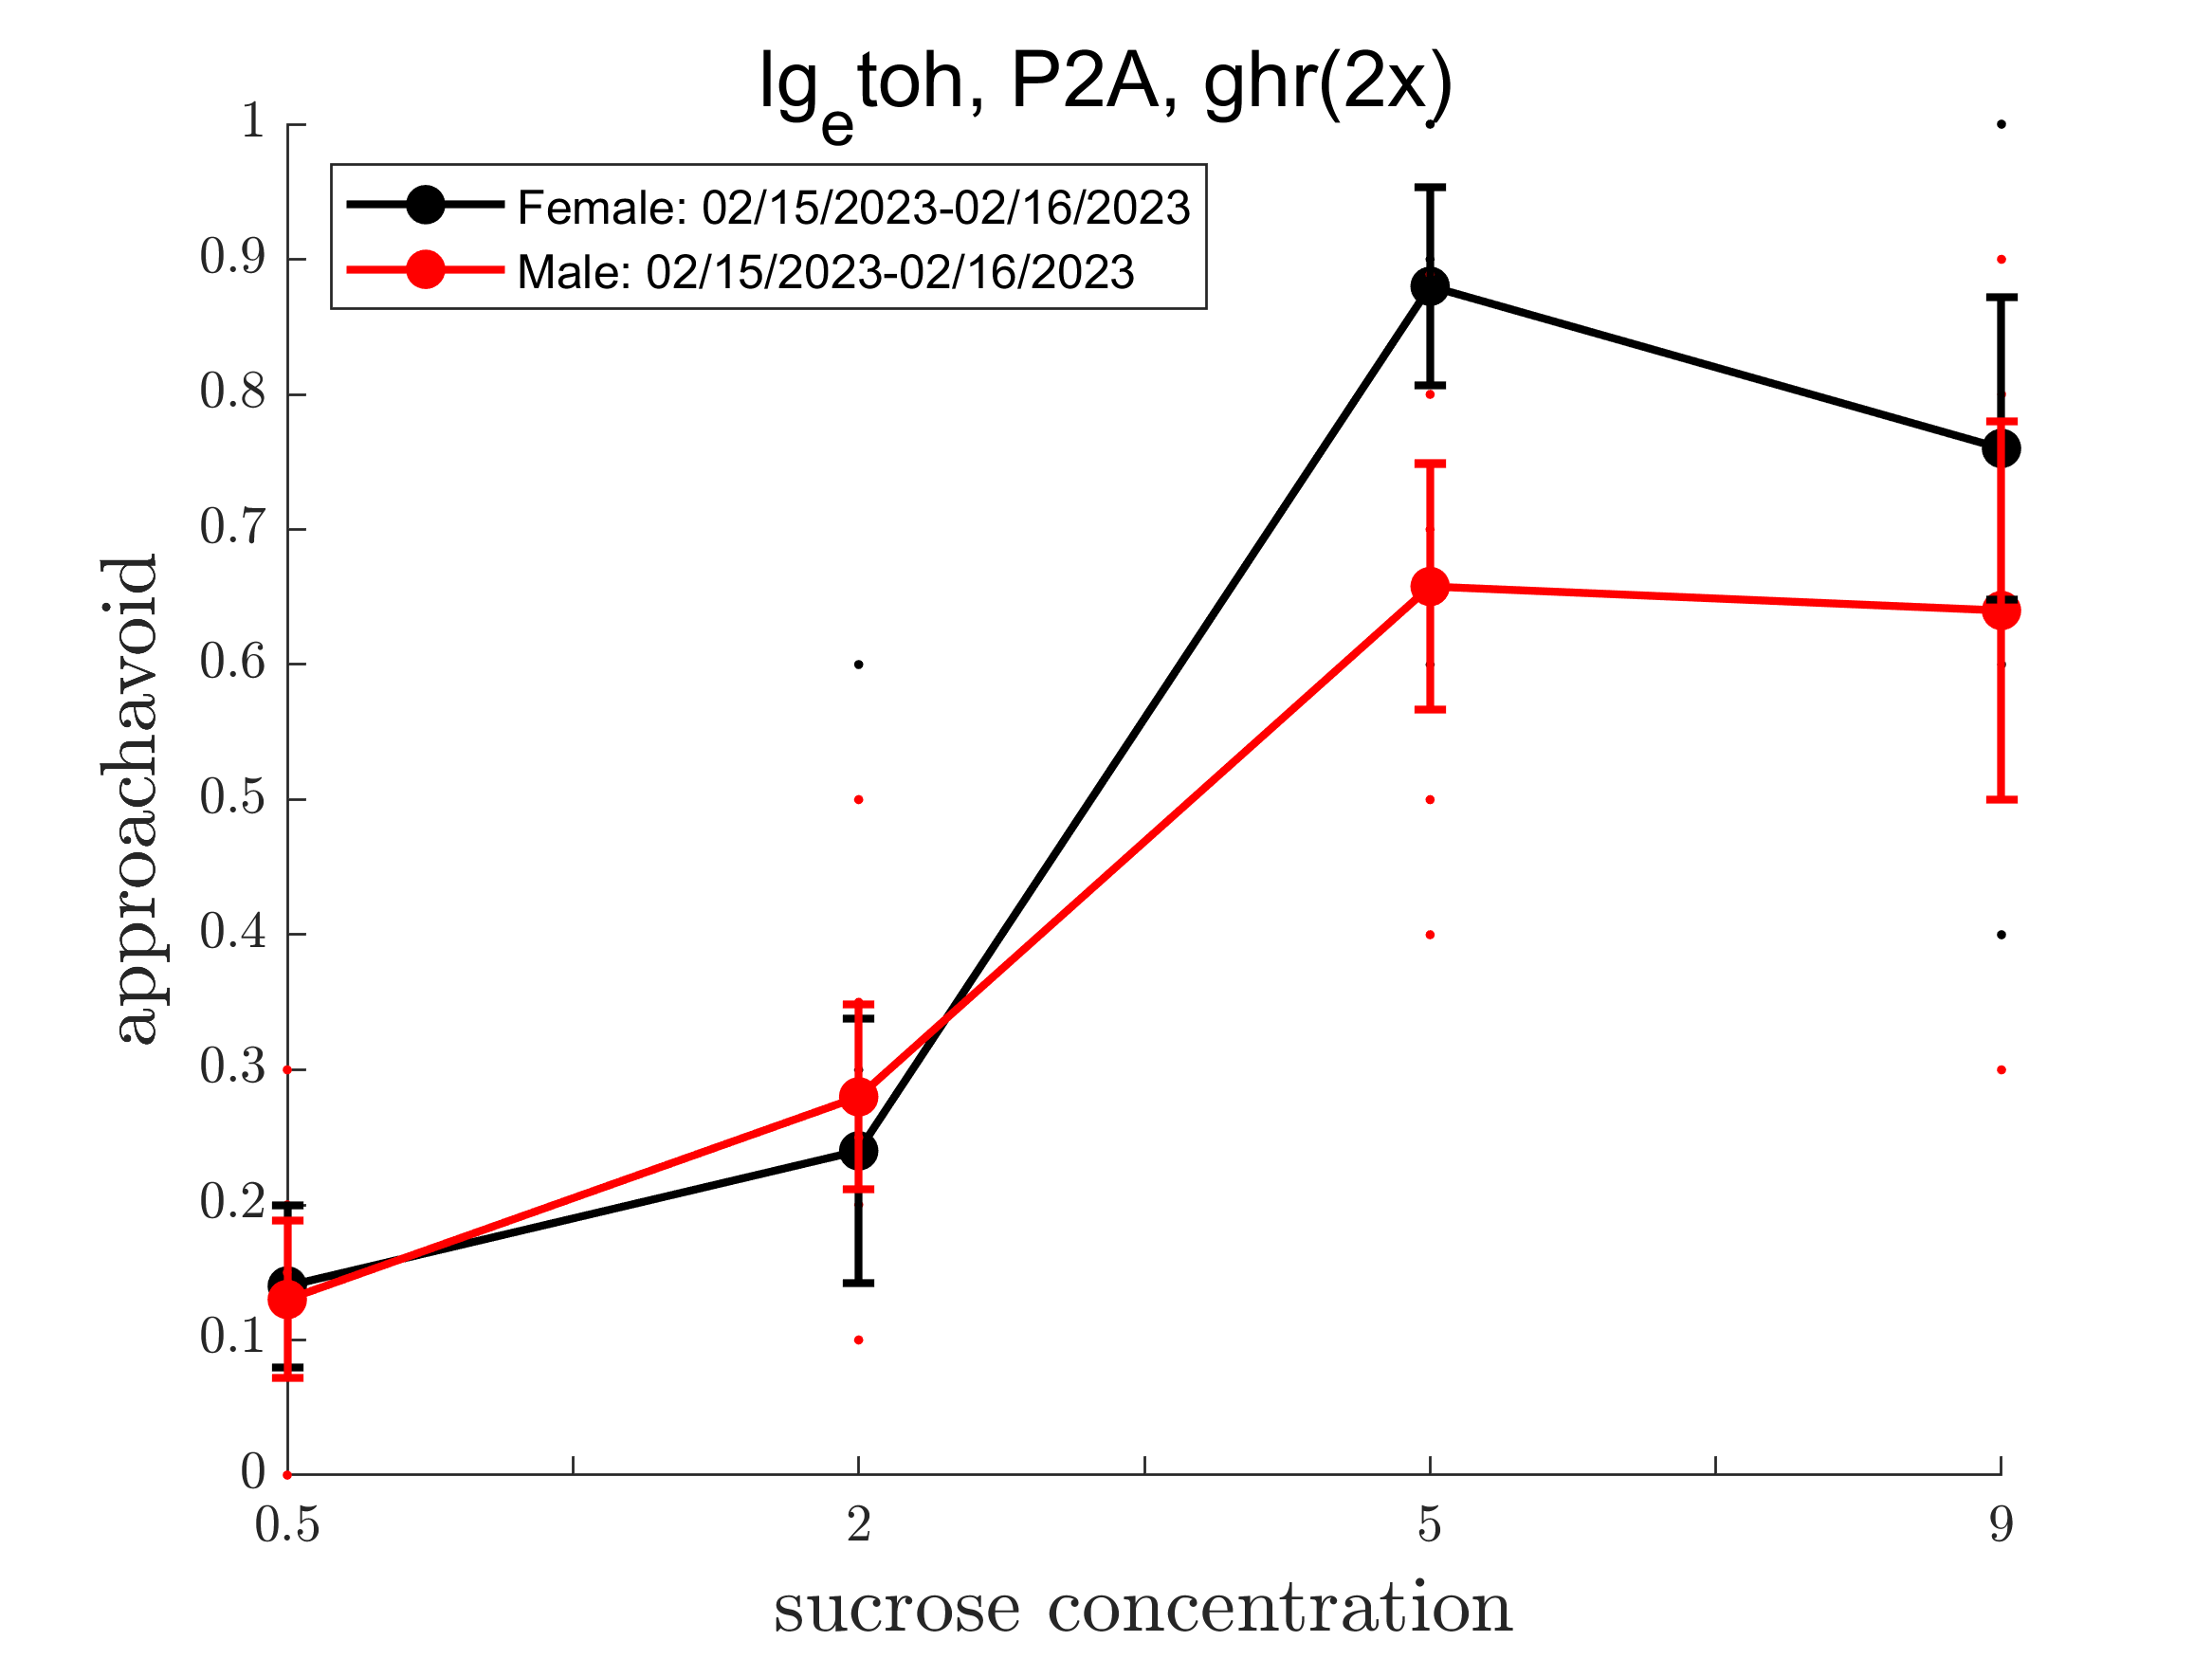 lgₑtoh, P2A, ghr(2x)
Female: 02/15/2023-02/16/2023
Male: 02/15/2023-02/16/2023
approachavoid
1
0.9
0.8
0.7
0.6
0.5
0.4
0.3
0.2
0.1
0
0.5 2 5 9
sucrose concentration